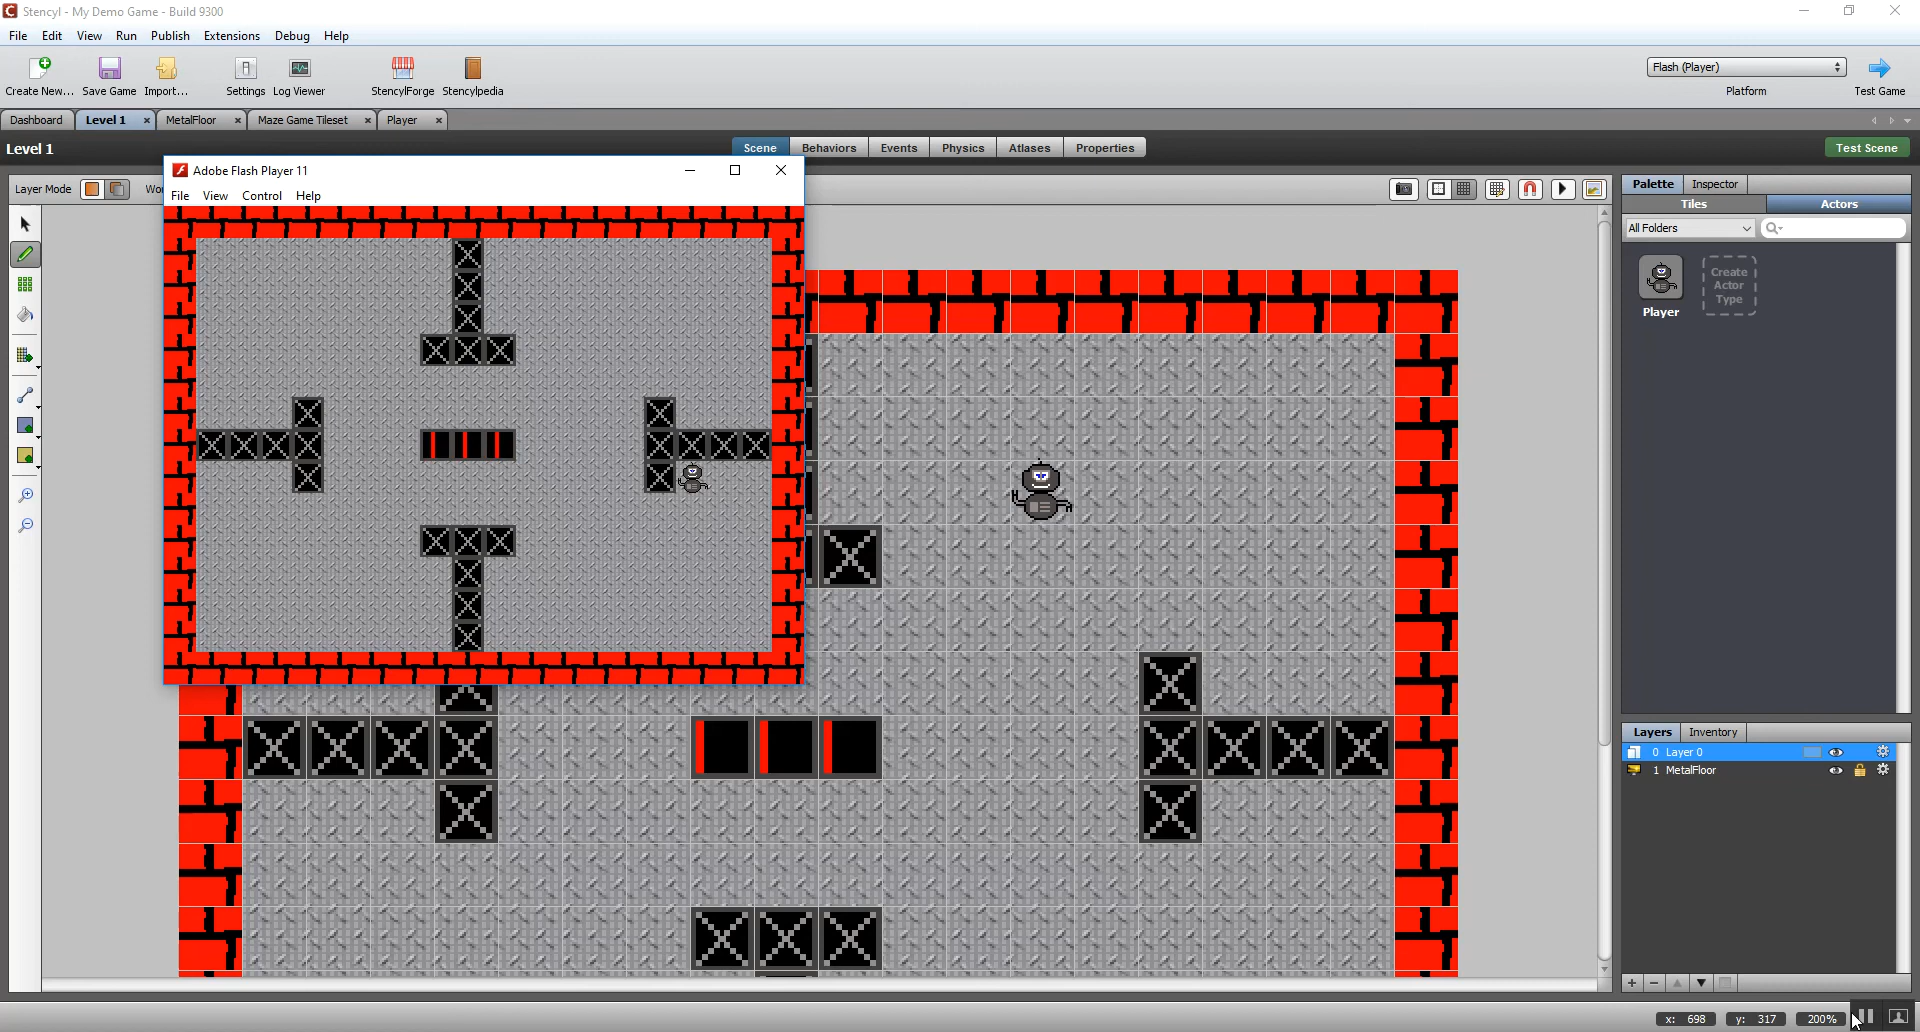 Stencyl - My Demo Game - Build 9300
File Edit View Run Publish Extensions Debug Help
Create New... Save Game Import... Settings Log Viewer StencylForge Stencylpedia
Flash (Player)
Platform
Test Game
Dashboard Level 1 MetalFloor Maze Game Tileset Player
Level 1
Scene Behaviors Events Physics Atlases Properties
Test Scene
Layer Mode
Adobe Flash Player 11
File View Control Help
Palette Inspector
Tiles Actors
All Folders
Player
Create
Actor
Type
Layers Inventory
0 Layer 0
1 MetalFloor
x: 698 y: 317 200%